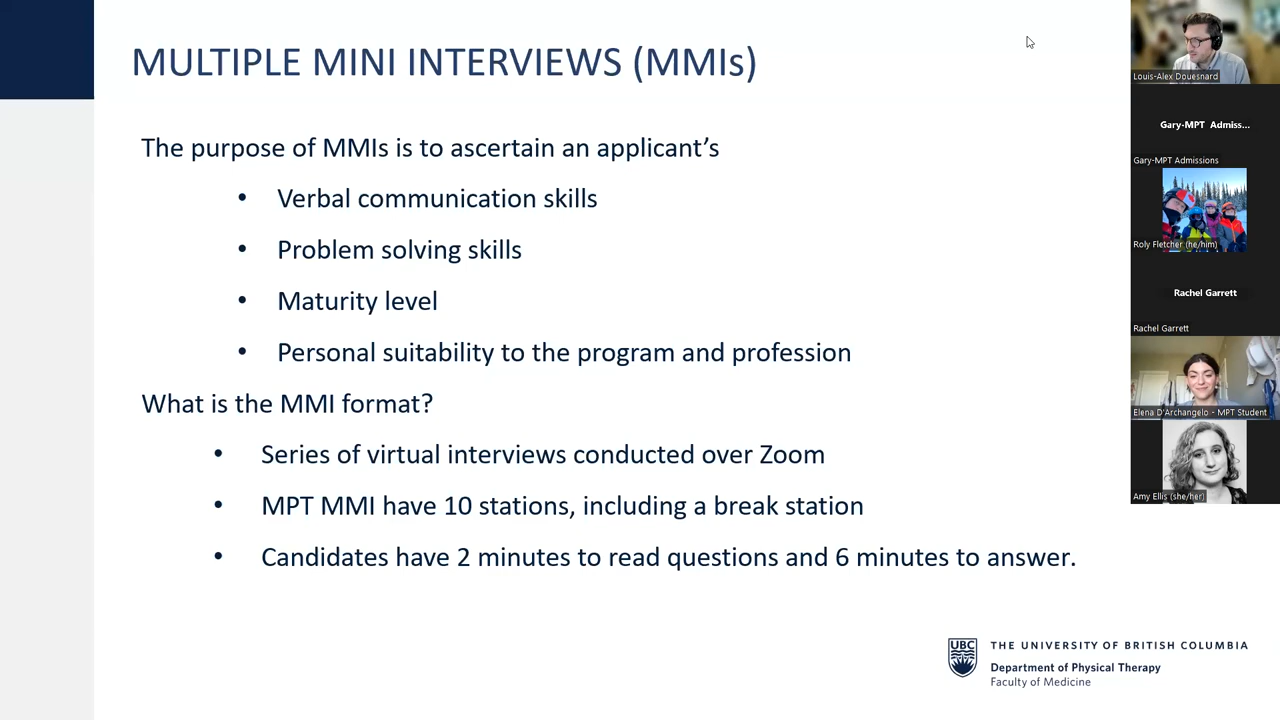 MULTIPLE MINI INTERVIEWS (MMIs)
The purpose of MMIs is to ascertain an applicant’s
• Verbal communication skills
• Problem solving skills
• Maturity level
• Personal suitability to the program and profession
What is the MMI format?
• Series of virtual interviews conducted over Zoom
• MPT MMI have 10 stations, including a break station
• Candidates have 2 minutes to read questions and 6 minutes to answer.
UBC
THE UNIVERSITY OF BRITISH COLUMBIA
Department of Physical Therapy
Faculty of Medicine
Louis-Alex Douesnard
Gary-MPT Admiss...
Gary-MPT Admissions
Roly Fletcher (he/him)
Rachel Garrett
Rachel Garrett
Elena D'Archangelo - MPT Student
Amy Ellis (she/her)